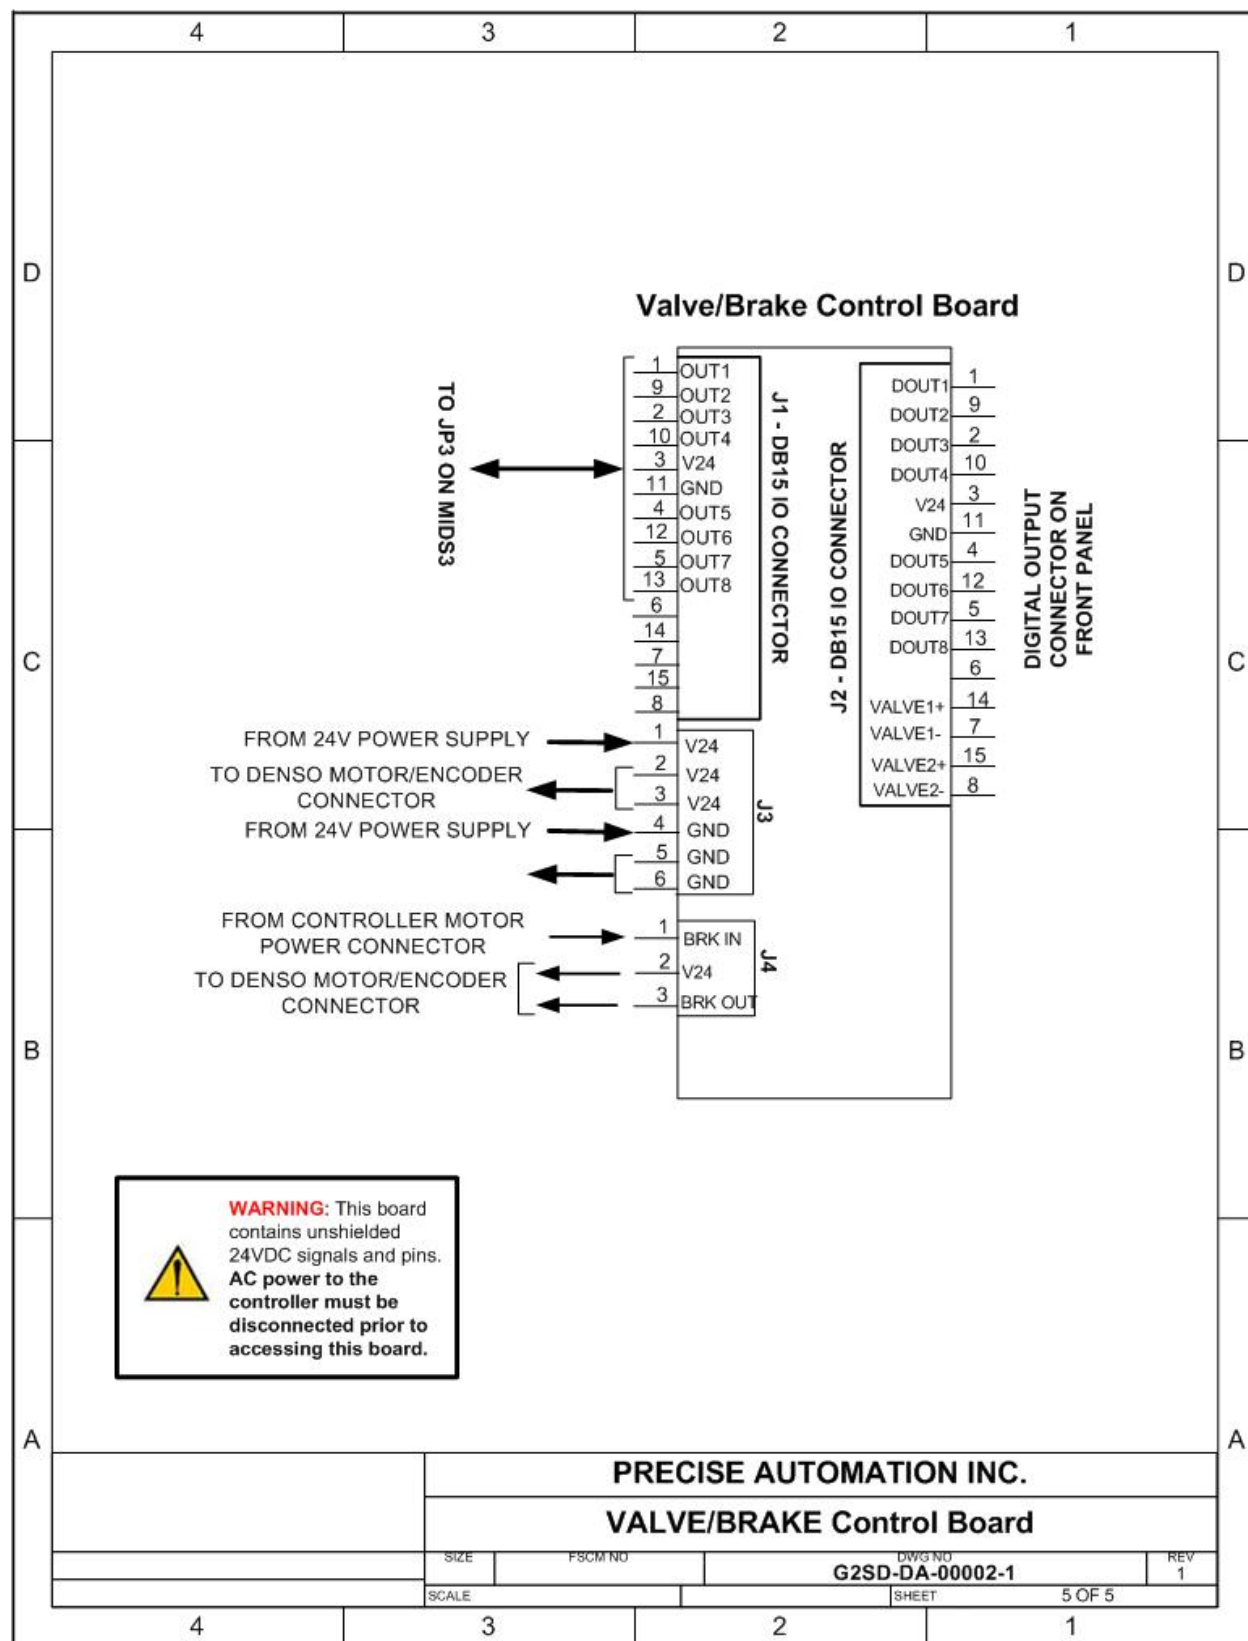 4 3 2 1
D D
Valve/Brake Control Board
TO JP3 ON MIDS3
1 OUT1
9 OUT2
2 OUT3
10 OUT4
3 V24
11 GND
4 OUT5
12 OUT6
5 OUT7
13 OUT8
6
14
7
15
8
J1 - DB15 IO CONNECTOR
J2 - DB15 IO CONNECTOR
DOUT1 1
DOUT2 9
DOUT3 2
DOUT4 10
V24 3
GND 11
DOUT5 4
DOUT6 12
DOUT7 5
DOUT8 13
6
VALVE1+ 14
VALVE1- 7
VALVE2+ 15
VALVE2- 8
DIGITAL OUTPUT
CONNECTOR ON
FRONT PANEL
C C
FROM 24V POWER SUPPLY 1 V24
TO DENSO MOTOR/ENCODER 2 V24
CONNECTOR 3 V24
FROM 24V POWER SUPPLY 4 GND
5 GND
6 GND
J3
FROM CONTROLLER MOTOR
POWER CONNECTOR 1 BRK IN
TO DENSO MOTOR/ENCODER 2 V24
CONNECTOR 3 BRK OUT
J4
B B
WARNING: This board
contains unshielded
24VDC signals and pins.
AC power to the
controller must be
disconnected prior to
accessing this board.
A A
PRECISE AUTOMATION INC.
VALVE/BRAKE Control Board
SIZE FSCM NO DWG NO REV
G2SD-DA-00002-1 1
SCALE SHEET 5 OF 5
4 3 2 1